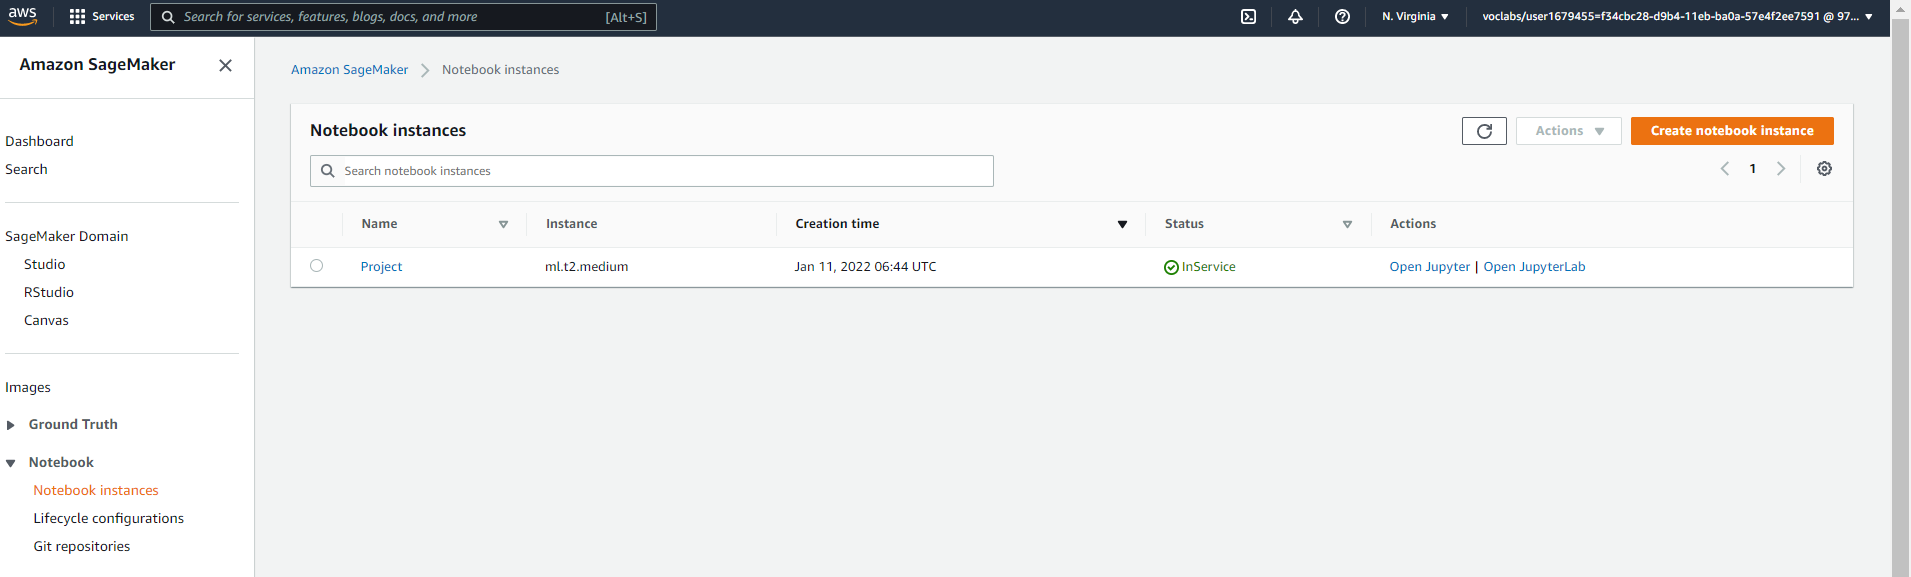 aws Services Search for services, features, blogs, docs, and more [Alt+S] N. Virginia voclabs/user1679455=f34cbc28-d9b4-11eb-ba0a-57e4f2ee7591 @ 97...
Amazon SageMaker
Dashboard
Search
SageMaker Domain
Studio
RStudio
Canvas
Images
Ground Truth
Notebook
Notebook instances
Lifecycle configurations
Git repositories
Amazon SageMaker Notebook instances
Notebook instances Actions Create notebook instance
Search notebook instances 1
Name Instance Creation time Status Actions
Project ml.t2.medium Jan 11, 2022 06:44 UTC InService Open Jupyter | Open JupyterLab